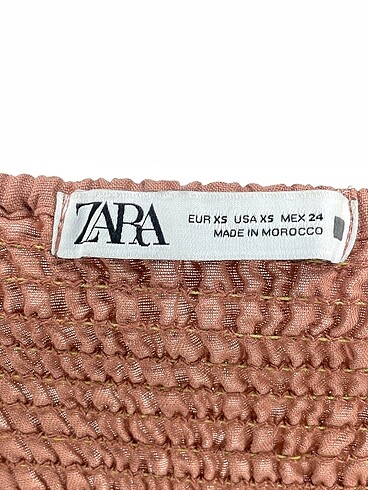 ZARA
EUR XS USA XS MEX 24
MADE IN MOROCCO